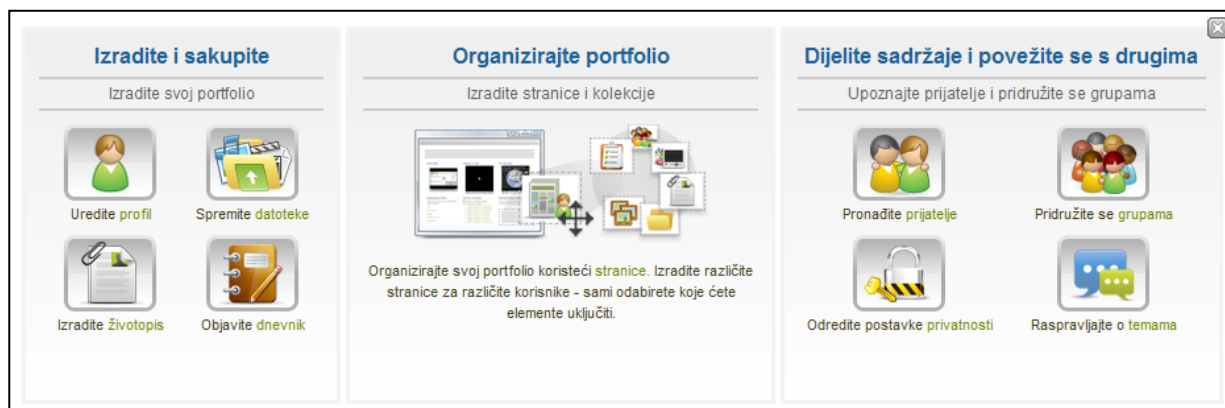 Izradite i sakupite
Izradite svoj portfolio
Uredite profil
Spremite datoteke
Izradite životopis
Objavite dnevnik
Organizirajte portfolio
Izradite stranice i kolekcije
Organizirajte svoj portfolio koristeći stranice. Izradite različite
stranice za različite korisnike - sami odabirete koje ćete
elemente uključiti.
Dijelite sadržaje i povežite se s drugima
Upoznajte prijatelje i pridružite se grupama
Pronađite prijatelje
Pridružite se grupama
Odredite postavke privatnosti
Raspravljajte o temama